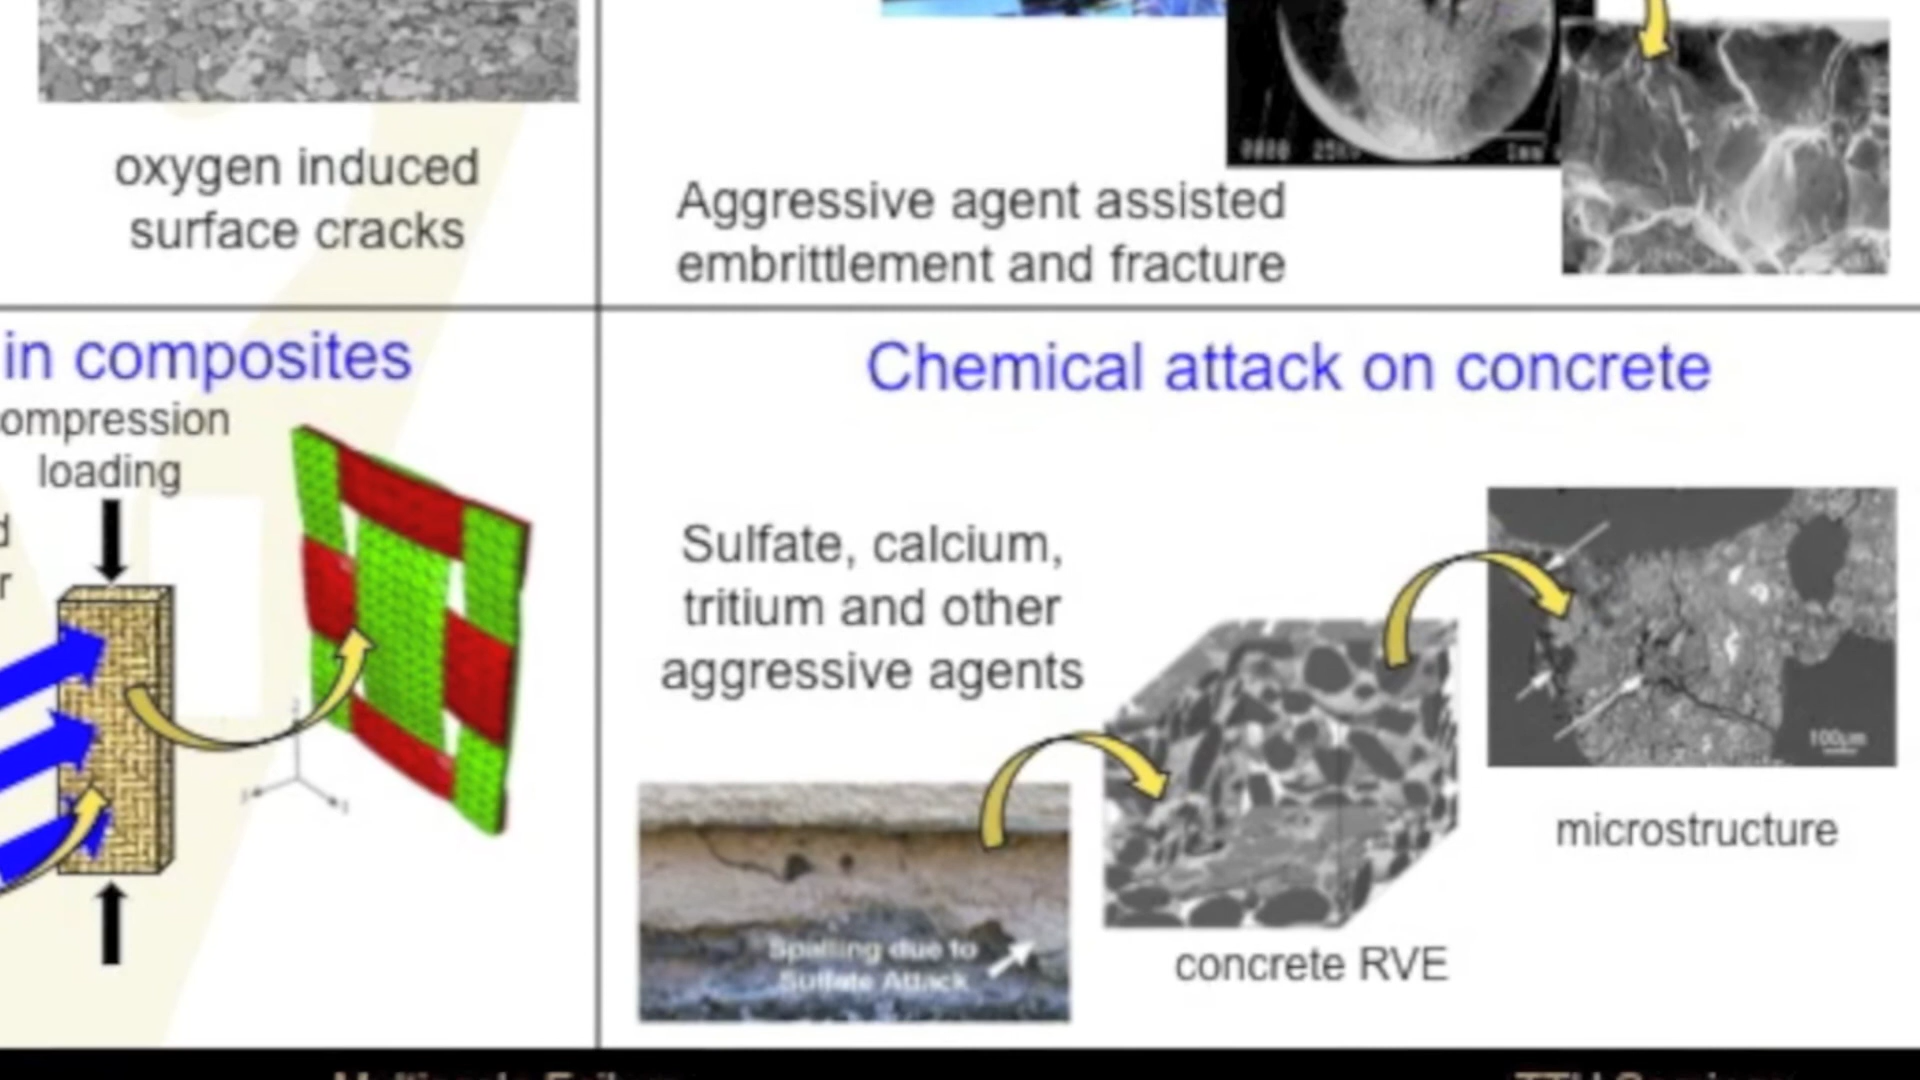 oxygen induced
surface cracks
Aggressive agent assisted
embrittlement and fracture
1mm
in composites
ompression
loading
d
r
Chemical attack on concrete
Sulfate, calcium,
tritium and other
aggressive agents
100µm
microstructure
concrete RVE
Spalling due to
Sulfate Attack